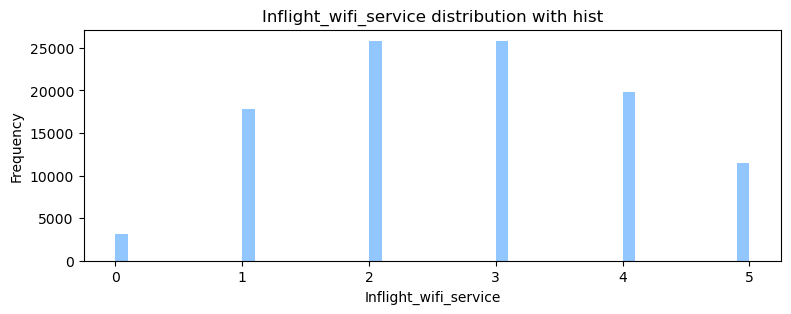 Inflight_wifi_service distribution with hist
Frequency
25000
20000
15000
10000
5000
0
0 1 2 3 4 5
Inflight_wifi_service